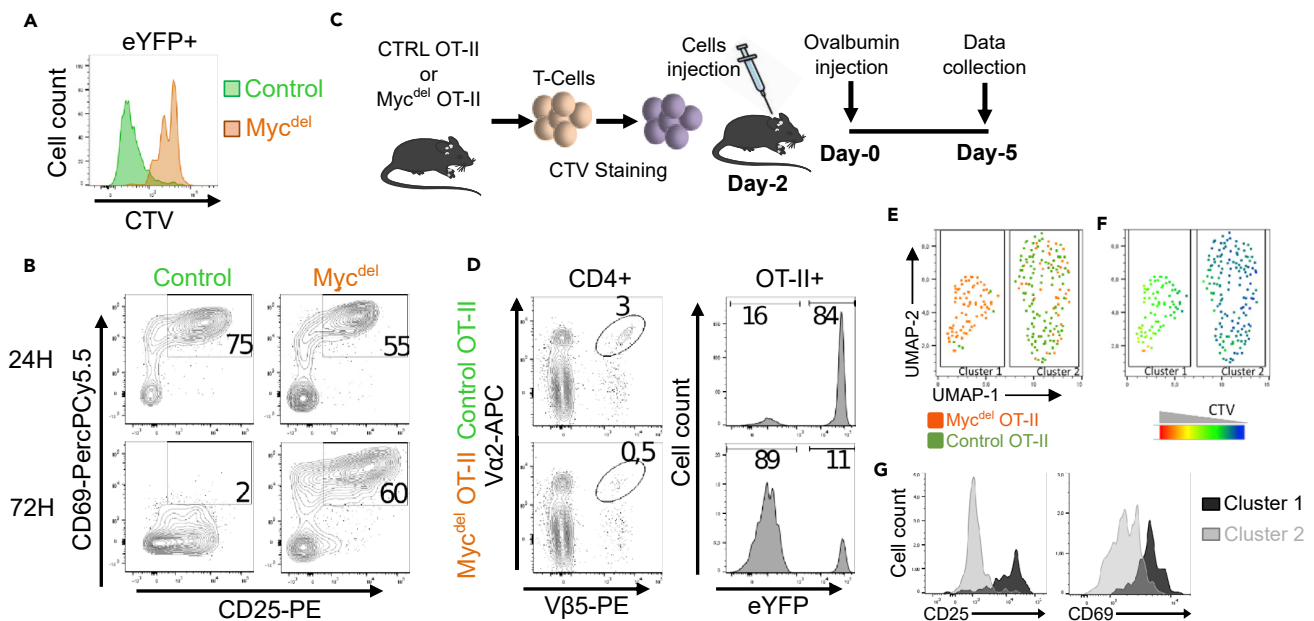 A
eYFP+
Cell count
CTV
Control
Myc^del
C
CTRL OT-II
or
Myc^del OT-II
T-Cells
CTV Staining
Cells
injection
Day-2
Ovalbumin
injection
Day-0
Data
collection
Day-5
B
Control
Myc^del
24H
75
55
72H
2
60
CD69-PercPCy5.5
CD25-PE
D
CD4+
OT-II+
Myc^del OT-II Control OT-II
Vα2-APC
3
0,5
Vβ5-PE
Cell count
16
84
89
11
eYFP
E
UMAP-2
Cluster 1
Cluster 2
UMAP-1
Myc^del OT-II
Control OT-II
F
Cluster 1
Cluster 2
CTV
G
Cell count
CD25
CD69
Cluster 1
Cluster 2